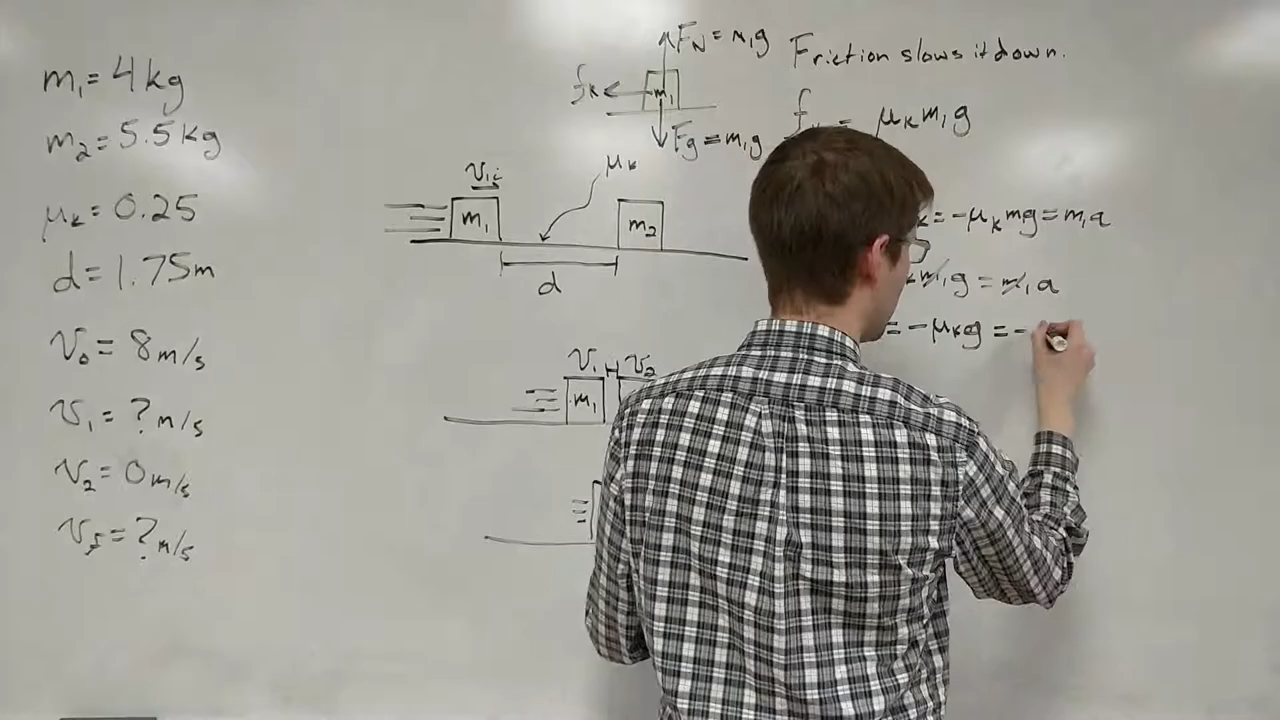 m₁ = 4 kg
m₂ = 5.5 kg
μₖ = 0.25
d = 1.75 m
v₀ = 8 m/s
v₁ = ? m/s
v₂ = 0 m/s
v_f = ? m/s
F_N = m₁g
fₖ
m₁
F_g = m₁g
v₁ᵢ
μₖ
m₁
m₂
d
v₁
v₂
m₁
Friction slows it down.
μₖm₁g
= -μₖmg = m₁a
m₁g = m₁a
= -μₖg = -